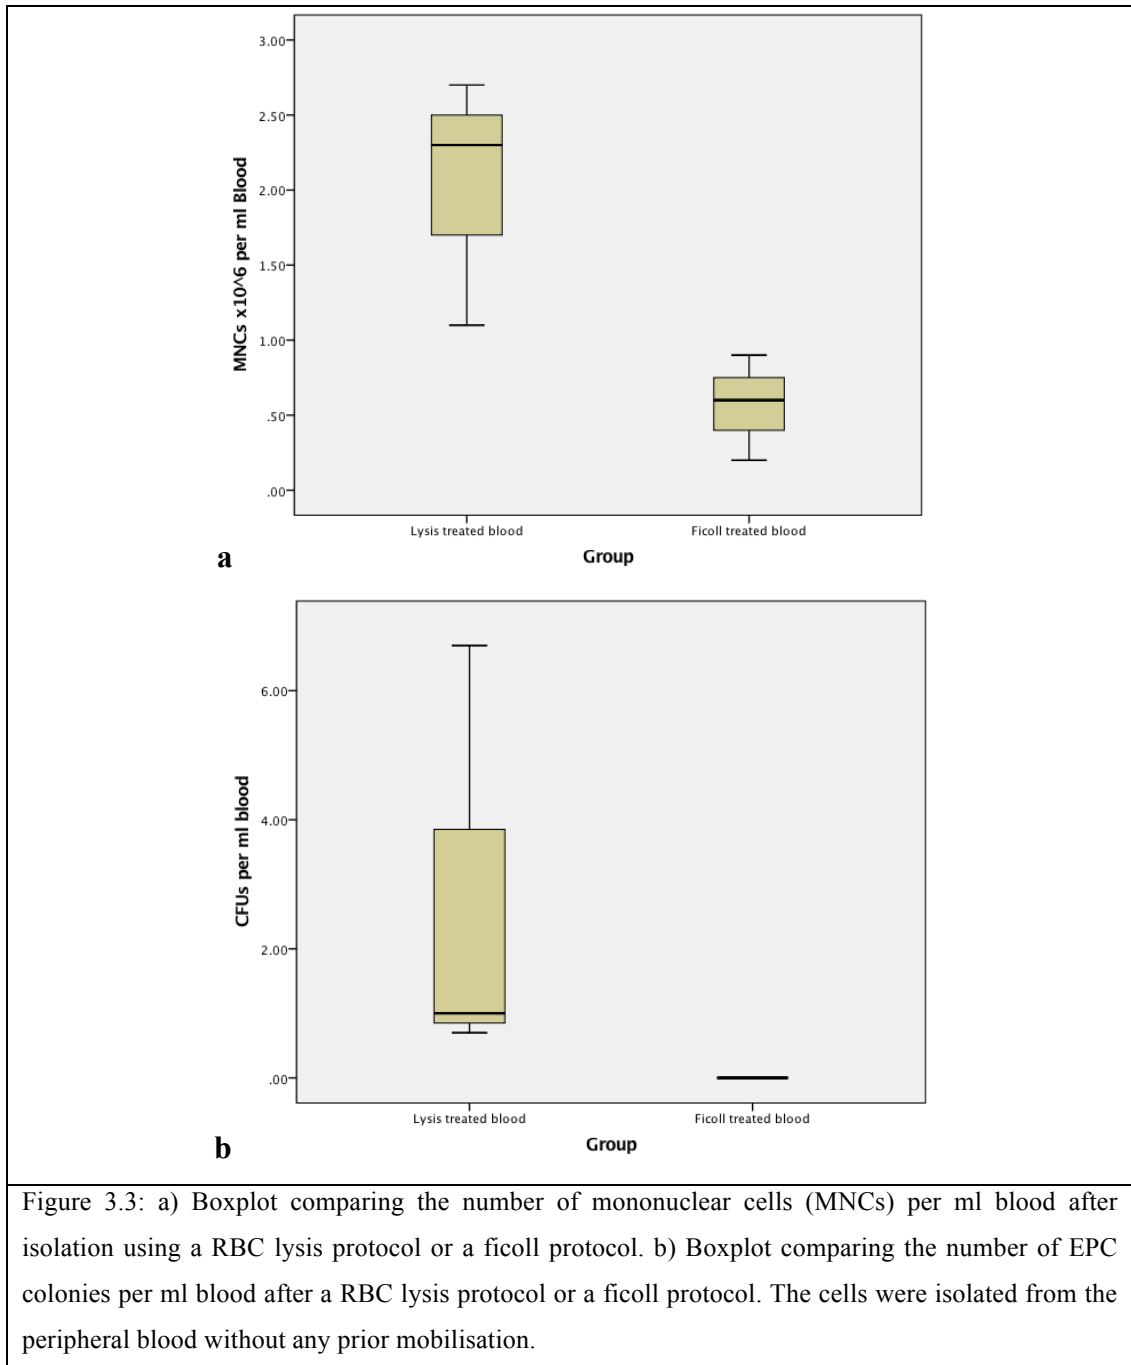 3.00
2.50
2.00
1.50
1.00
.50
.00
MNCs x10^6 per ml Blood
Lysis treated blood Ficoll treated blood
Group
a
6.00
4.00
2.00
.00
CFUs per ml blood
Lysis treated blood Ficoll treated blood
Group
b
Figure 3.3: a) Boxplot comparing the number of mononuclear cells (MNCs) per ml blood after
isolation using a RBC lysis protocol or a ficoll protocol. b) Boxplot comparing the number of EPC
colonies per ml blood after a RBC lysis protocol or a ficoll protocol. The cells were isolated from the
peripheral blood without any prior mobilisation.